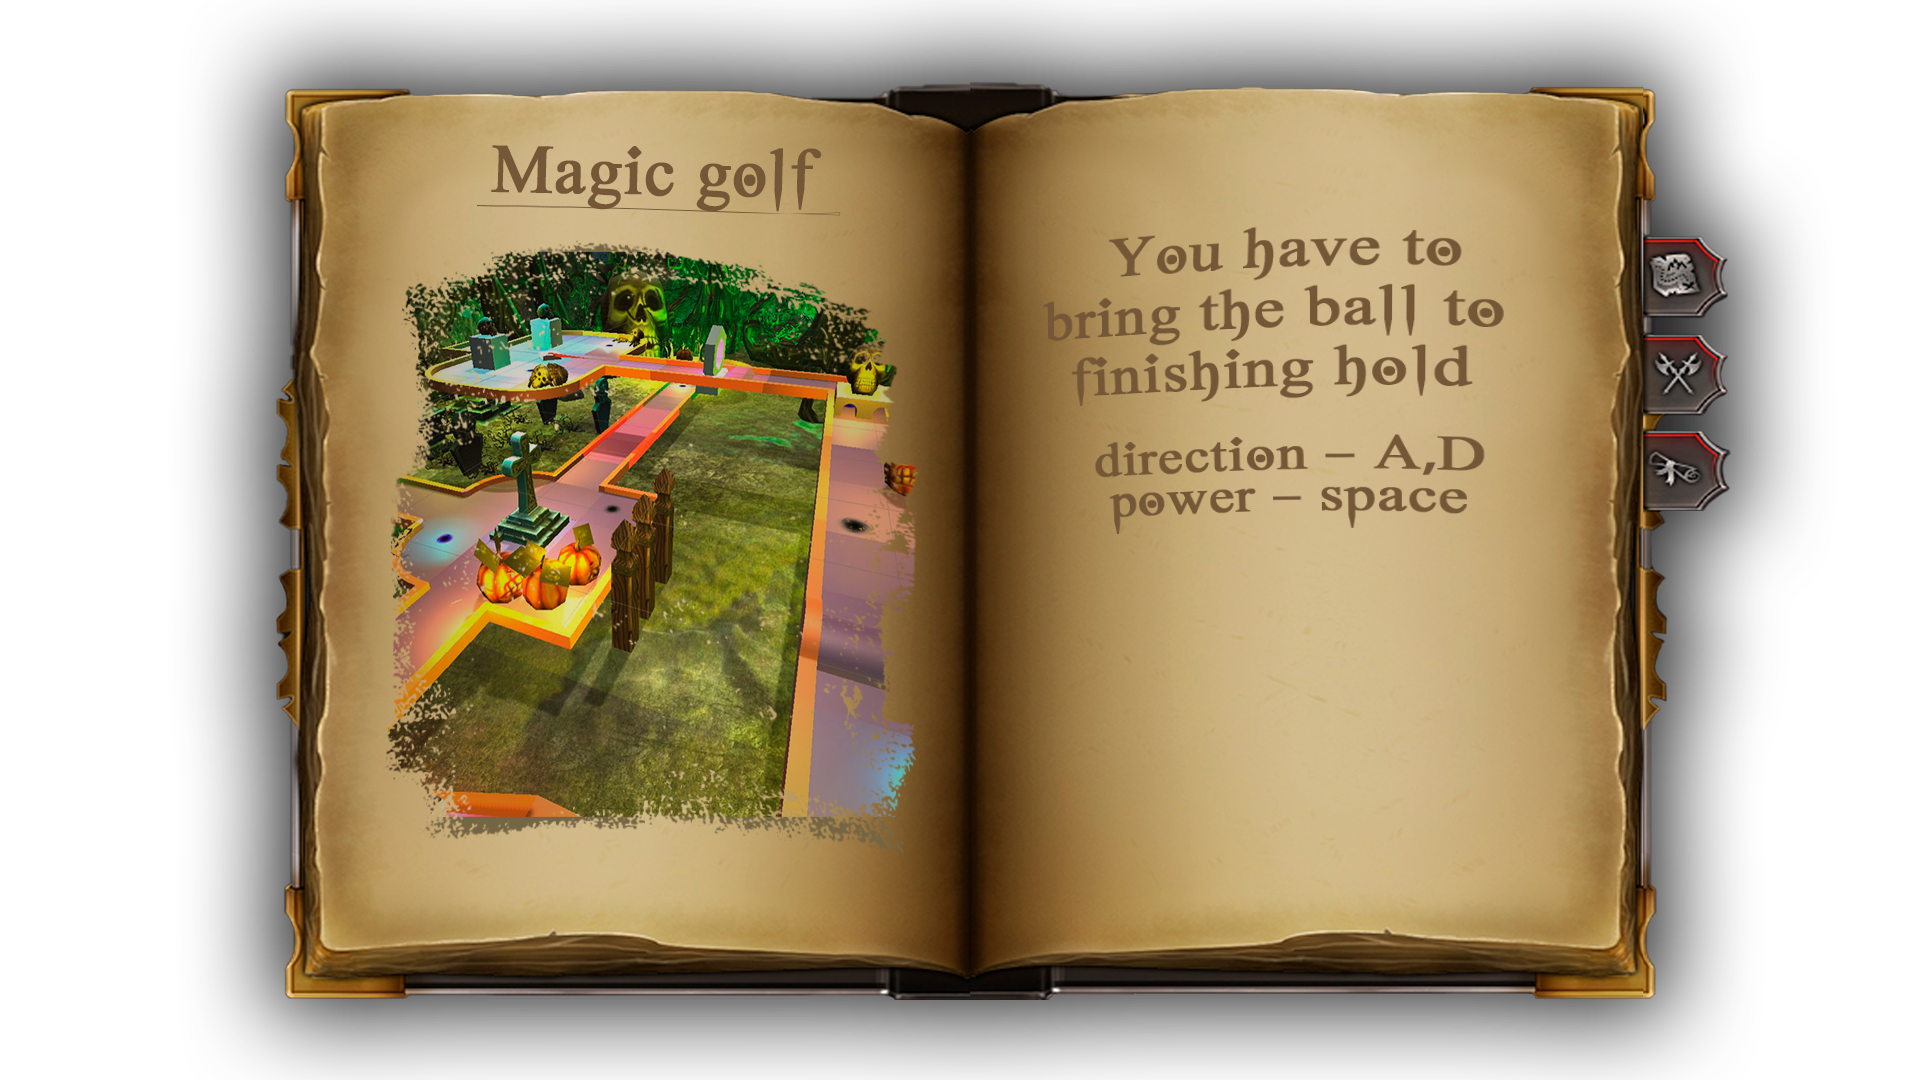 Magic golf
You have to
bring the ball to
finishing hold
direction – A,D
power – space